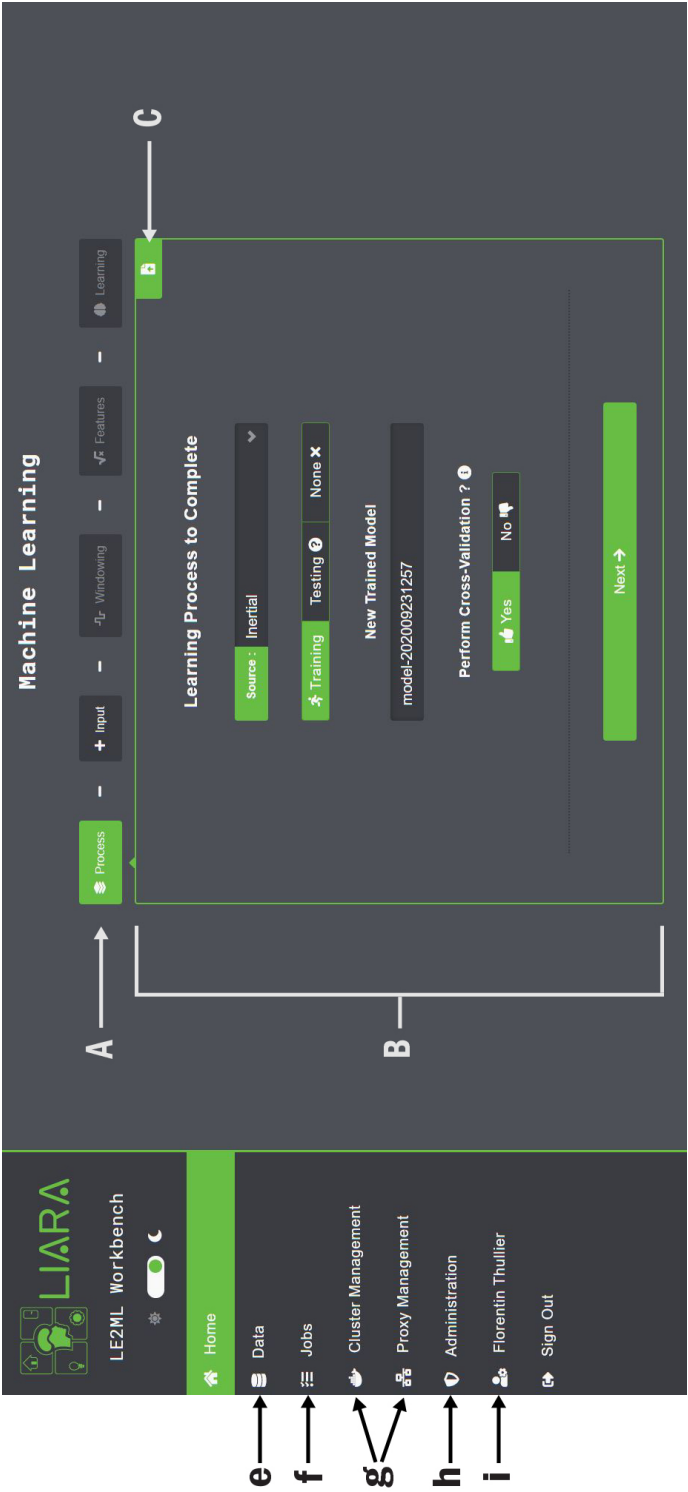 LIARA
LE2ML Workbench
Home
e
Data
f
Jobs
g
Cluster Management
Proxy Management
h
Administration
i
Florentin Thullier
Sign Out
Machine Learning
A
Process
Input
Windowing
√x Features
Learning
B
C
Learning Process to Complete
Source : Inertial
Training Testing None
New Trained Model
model-202009231257
Perform Cross-Validation ?
Yes No
Next →